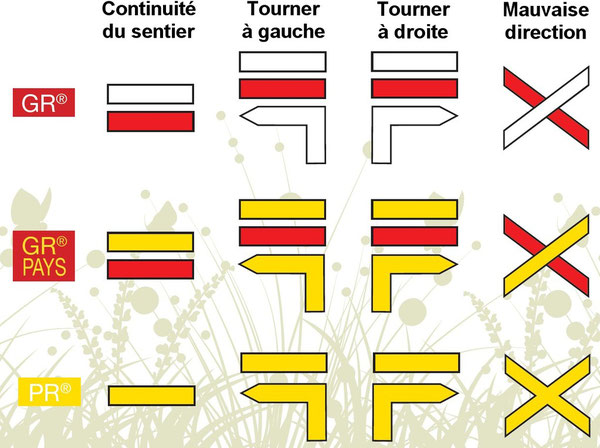 Continuité
du sentier
Tourner
à gauche
Tourner
à droite
Mauvaise
direction
GR®
GR®
PAYS
PR®